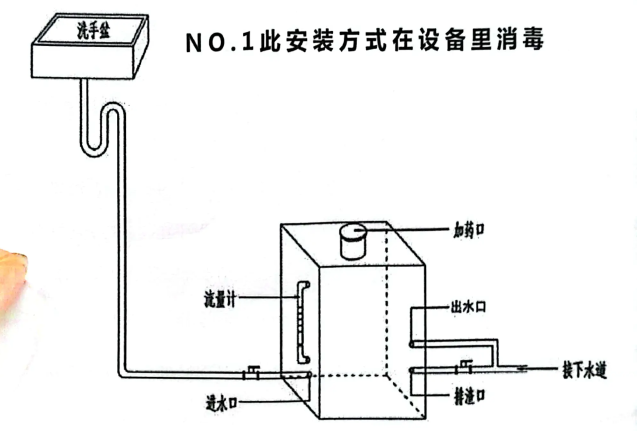 洗手盆
NO.1此安装方式在设备里消毒
加药口
流量计
出水口
接下水道
进水口
排渣口